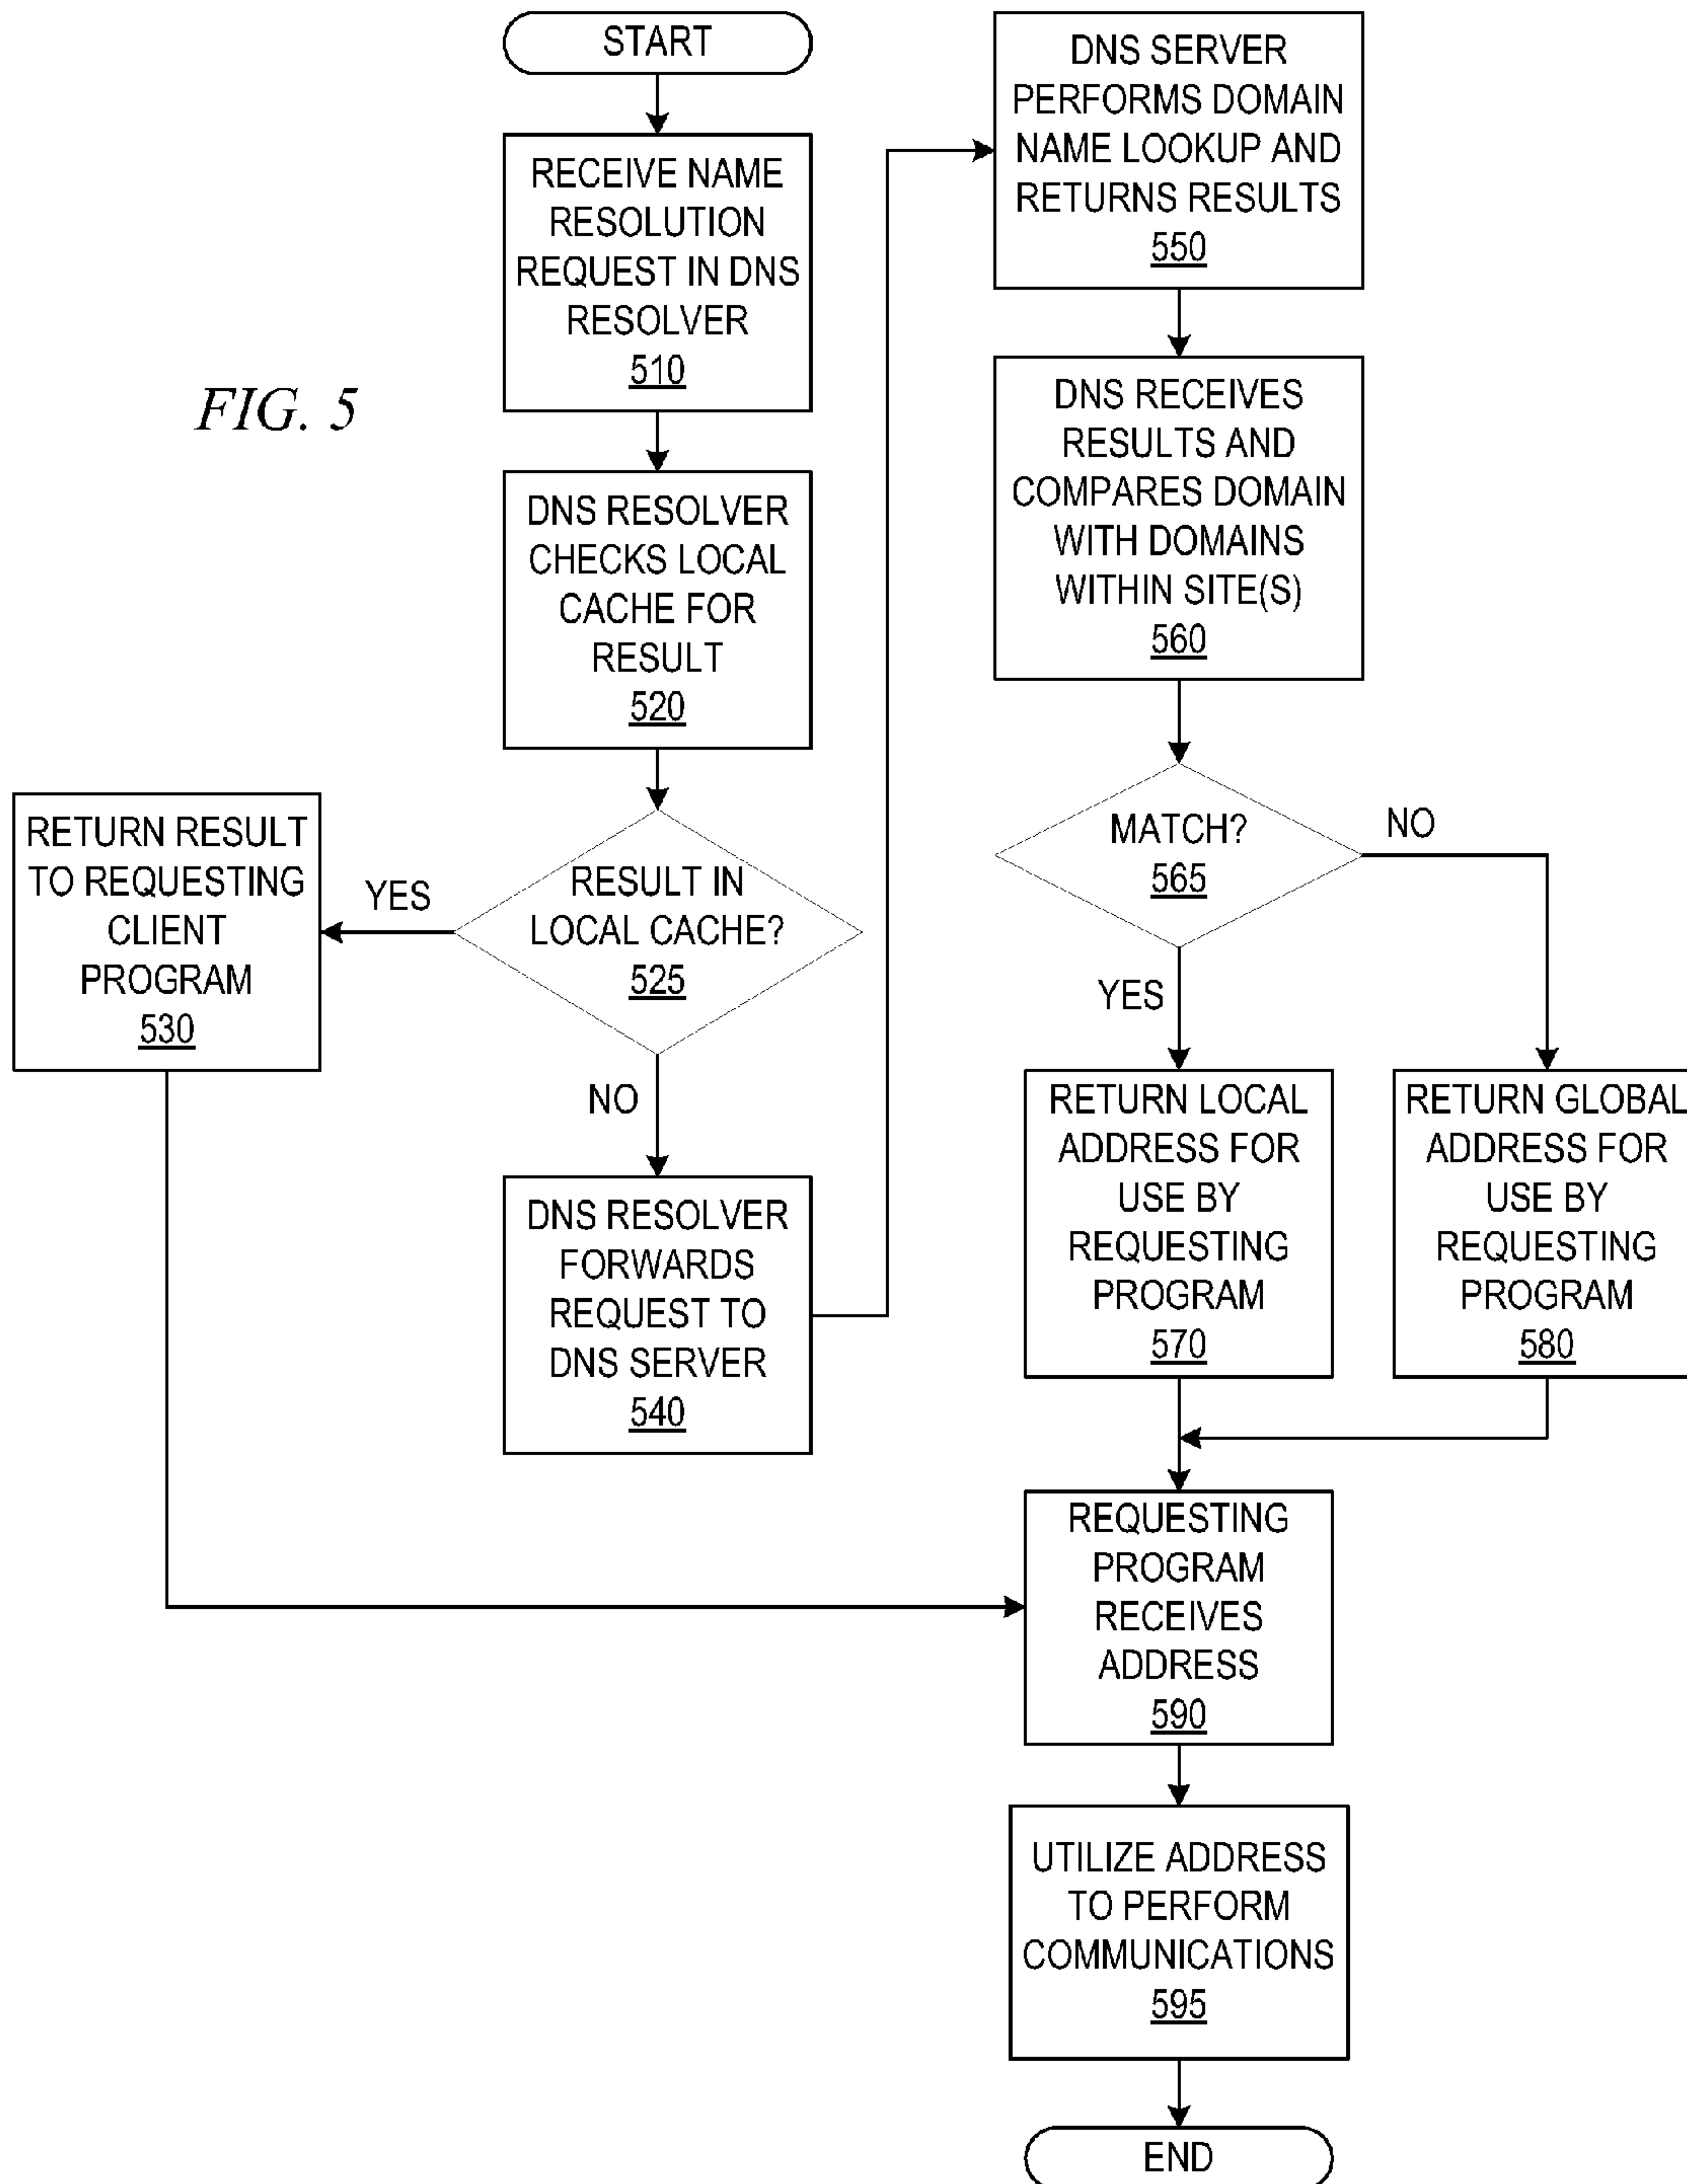 START
RECEIVE NAME
RESOLUTION
REQUEST IN DNS
RESOLVER
510
FIG. 5
DNS RESOLVER
CHECKS LOCAL
CACHE FOR
RESULT
520
RESULT IN
LOCAL CACHE?
525
YES
RETURN RESULT
TO REQUESTING
CLIENT
PROGRAM
530
NO
DNS RESOLVER
FORWARDS
REQUEST TO
DNS SERVER
540
DNS SERVER
PERFORMS DOMAIN
NAME LOOKUP AND
RETURNS RESULTS
550
DNS RECEIVES
RESULTS AND
COMPARES DOMAIN
WITH DOMAINS
WITHIN SITE(S)
560
MATCH?
565
NO
YES
RETURN LOCAL
ADDRESS FOR
USE BY
REQUESTING
PROGRAM
570
RETURN GLOBAL
ADDRESS FOR
USE BY
REQUESTING
PROGRAM
580
REQUESTING
PROGRAM
RECEIVES
ADDRESS
590
UTILIZE ADDRESS
TO PERFORM
COMMUNICATIONS
595
END